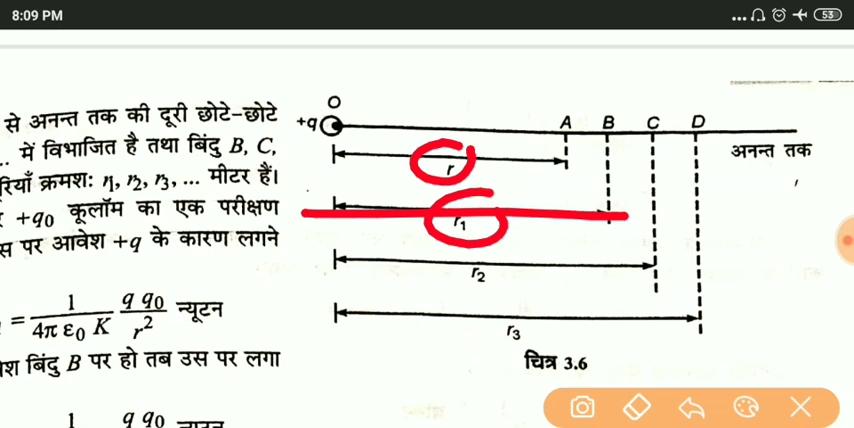 8:09 PM
... 53
O
+q A B C D
से अनन्त तक की दूरी छोटे-छोटे
.. में विभाजित है तथा बिंदु B, C,
अनन्त तक
r
रियाँ क्रमशः r₁, r₂, r₃, ... मीटर हैं।
+q₀ कूलॉम का एक परीक्षण
r₁
स पर आवेश +q के कारण लगने
r₂
= 1/4π ε₀ K q q₀/r² न्यूटन
r₃
श बिंदु B पर हो तब उस पर लगा
चित्र 3.6
1 q q₀